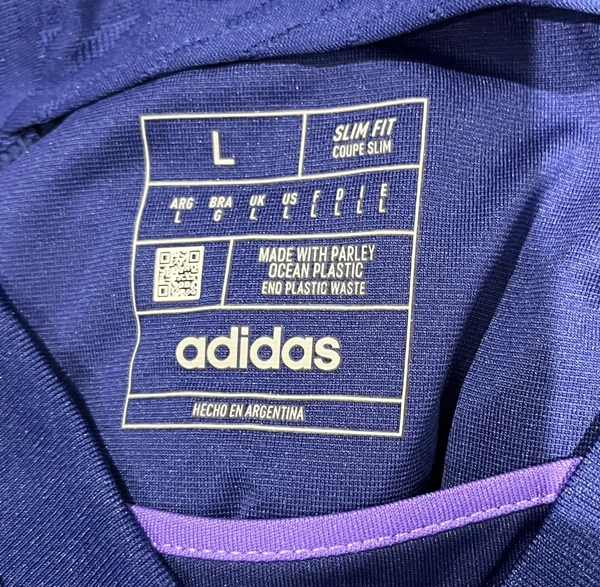 L
SLIM FIT
COUPE SLIM
ARG BRA UK US F D I E
L G L L L L L L
MADE WITH PARLEY
OCEAN PLASTIC
END PLASTIC WASTE
adidas
HECHO EN ARGENTINA